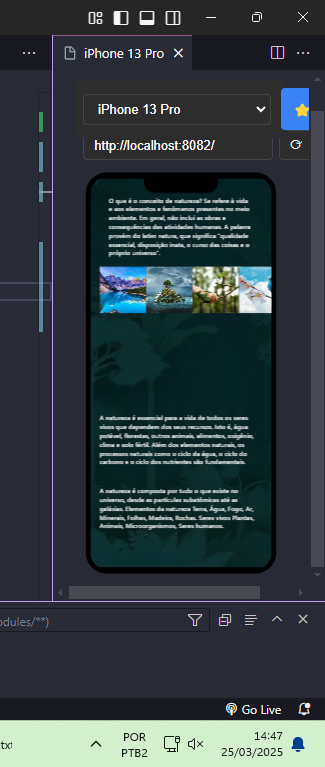 iPhone 13 Pro
iPhone 13 Pro
http://localhost:8082/
O que é o conceito de natureza? Se refere à vida
e aos elementos e fenômenos presentes no meio
ambiente. Em geral, não inclui as obras e
consequências das atividades humanas. A palavra
provém do latim natura, que significa "qualidade
essencial, disposição inata, o curso das coisas e o
próprio universo".
A natureza é essencial para a vida de todos os seres
vivos que dependem dos seus recursos. Isto é, água
potável, florestas, outros animais, alimentos, oxigênio,
clima e solo fértil. Além dos elementos naturais, os
processos naturais como o ciclo da água, o ciclo do
carbono e o ciclo dos nutrientes são fundamentais.
A natureza é composta por tudo o que existe no
universo, desde as partículas subatômicas até as
galáxias. Elementos da natureza Terra, Água, Fogo, Ar,
Minerais, Folhas, Madeira, Rochas. Seres vivos Plantas,
Animais, Microorganismos, Seres humanos.
odules/**)
Go Live
txt
POR
PTB2
14:47
25/03/2025